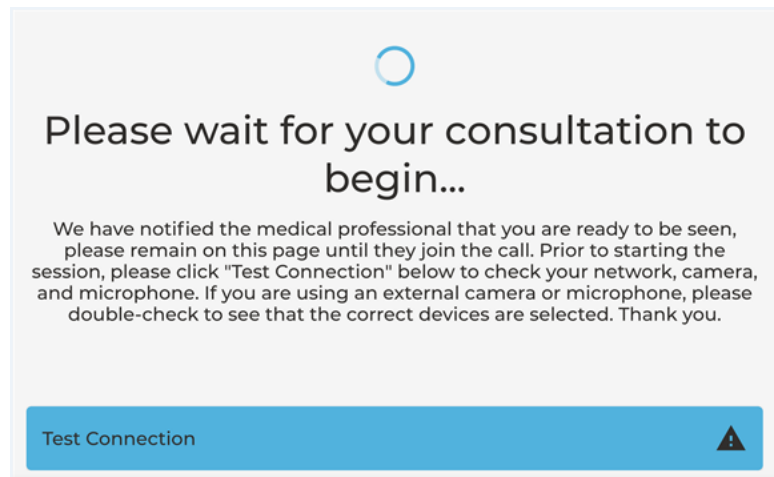 Please wait for your consultation to
begin...
We have notified the medical professional that you are ready to be seen,
please remain on this page until they join the call. Prior to starting the
session, please click "Test Connection" below to check your network, camera,
and microphone. If you are using an external camera or microphone, please
double-check to see that the correct devices are selected. Thank you.
Test Connection